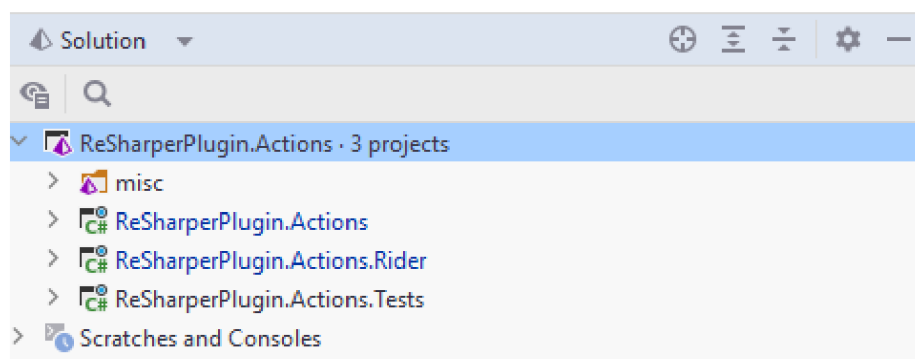 Solution
ReSharperPlugin.Actions · 3 projects
misc
C# ReSharperPlugin.Actions
C# ReSharperPlugin.Actions.Rider
C# ReSharperPlugin.Actions.Tests
Scratches and Consoles